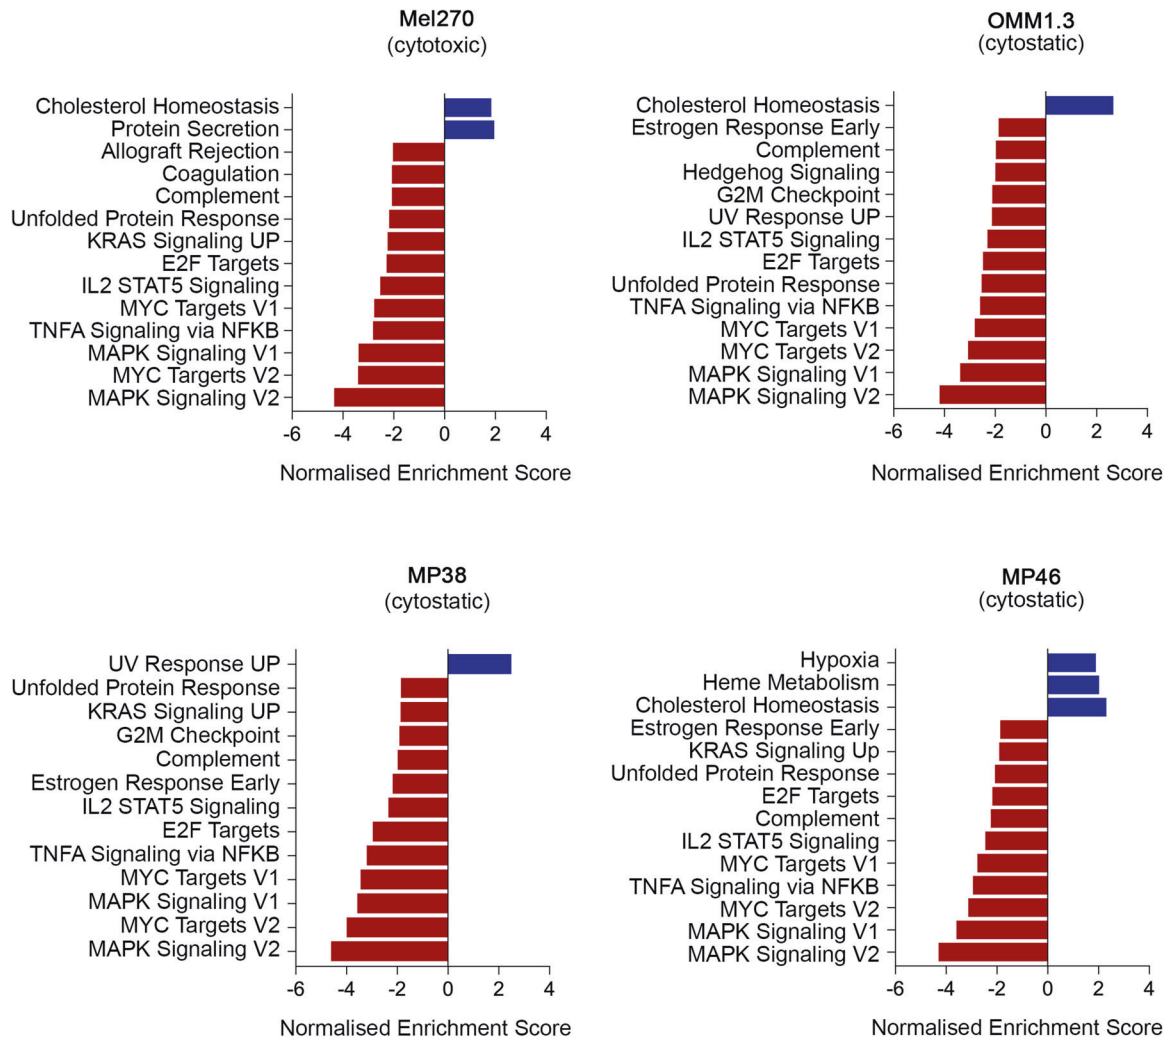 Mel270
(cytotoxic)
Cholesterol Homeostasis
Protein Secretion
Allograft Rejection
Coagulation
Complement
Unfolded Protein Response
KRAS Signaling UP
E2F Targets
IL2 STAT5 Signaling
MYC Targets V1
TNFA Signaling via NFKB
MAPK Signaling V1
MYC Targerts V2
MAPK Signaling V2
-6 -4 -2 0 2 4
Normalised Enrichment Score
OMM1.3
(cytostatic)
Cholesterol Homeostasis
Estrogen Response Early
Complement
Hedgehog Signaling
G2M Checkpoint
UV Response UP
IL2 STAT5 Signaling
E2F Targets
Unfolded Protein Response
TNFA Signaling via NFKB
MYC Targets V1
MYC Targets V2
MAPK Signaling V1
MAPK Signaling V2
-6 -4 -2 0 2 4
Normalised Enrichment Score
MP38
(cytostatic)
UV Response UP
Unfolded Protein Response
KRAS Signaling UP
G2M Checkpoint
Complement
Estrogen Response Early
IL2 STAT5 Signaling
E2F Targets
TNFA Signaling via NFKB
MYC Targets V1
MAPK Signaling V1
MYC Targets V2
MAPK Signaling V2
-6 -4 -2 0 2 4
Normalised Enrichment Score
MP46
(cytostatic)
Hypoxia
Heme Metabolism
Cholesterol Homeostasis
Estrogen Response Early
KRAS Signaling Up
Unfolded Protein Response
E2F Targets
Complement
IL2 STAT5 Signaling
MYC Targets V1
TNFA Signaling via NFKB
MYC Targets V2
MAPK Signaling V1
MAPK Signaling V2
-6 -4 -2 0 2 4
Normalised Enrichment Score